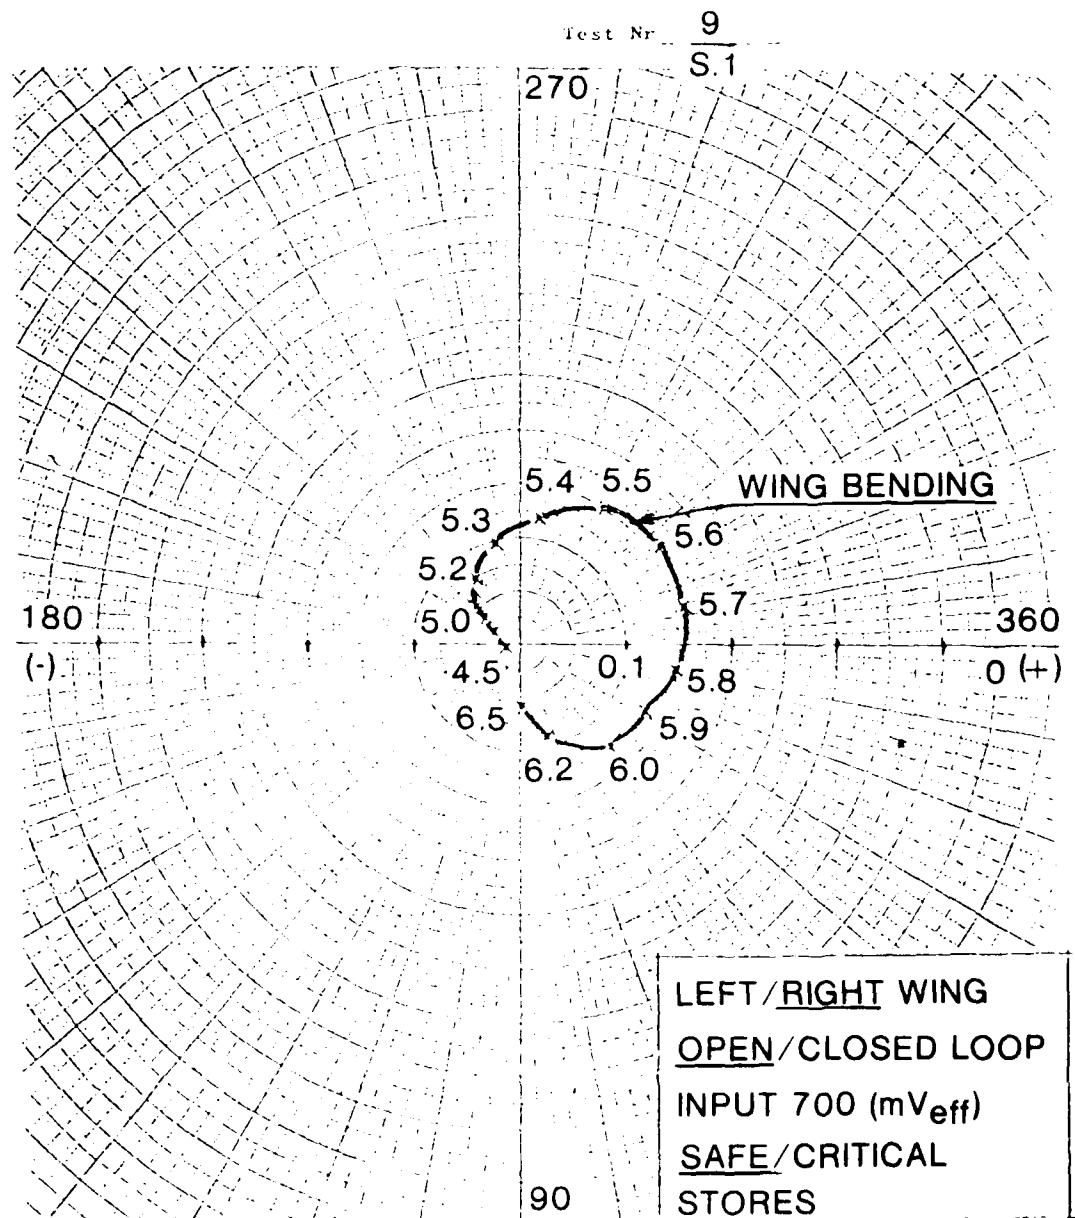 Test Nr 9
S.1
270
5.4 5.5 WING BENDING
5.3
5.6
5.2
5.7
180 5.0 360
(-) 4.5 0.1 5.8 0 (+)
6.5 5.9
6.2 6.0
LEFT/RIGHT WING
OPEN/CLOSED LOOP
INPUT 700 (mVeff)
SAFE/CRITICAL
STORES
90